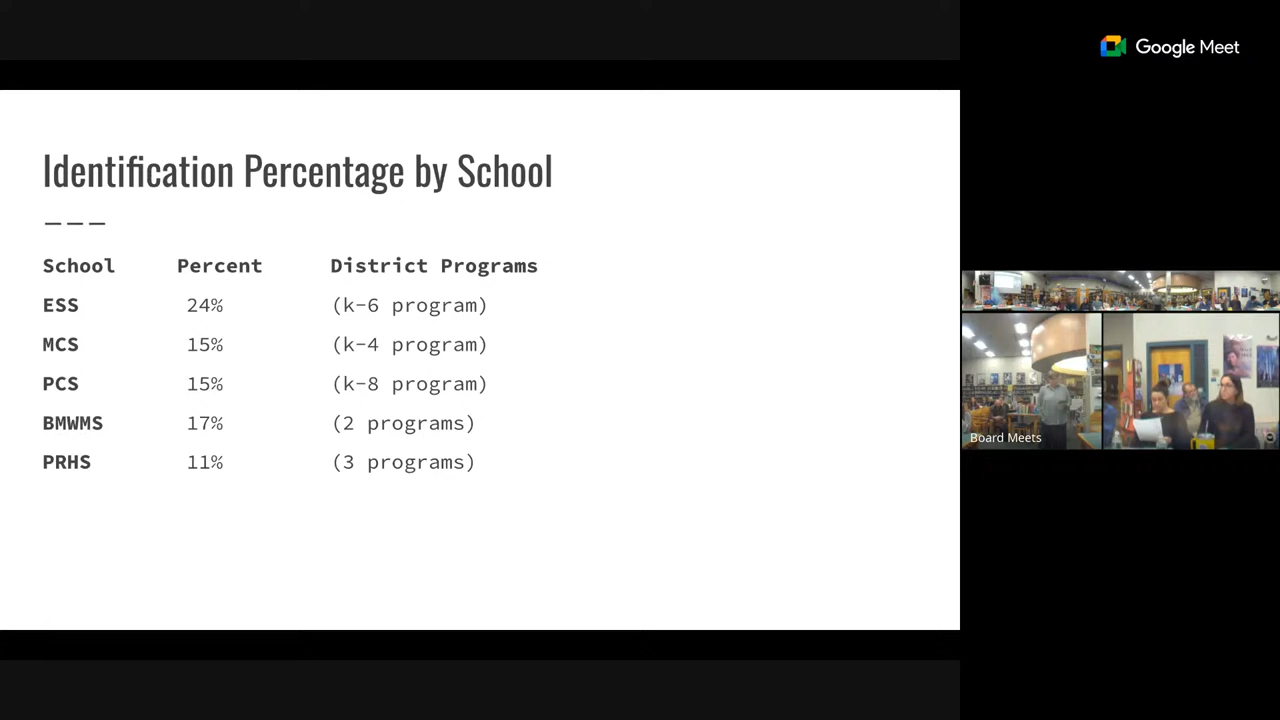 Google Meet
Identification Percentage by School
———
School Percent District Programs
ESS 24% (k-6 program)
MCS 15% (k-4 program)
PCS 15% (k-8 program)
BMWMS 17% (2 programs)
PRHS 11% (3 programs)
Board Meets